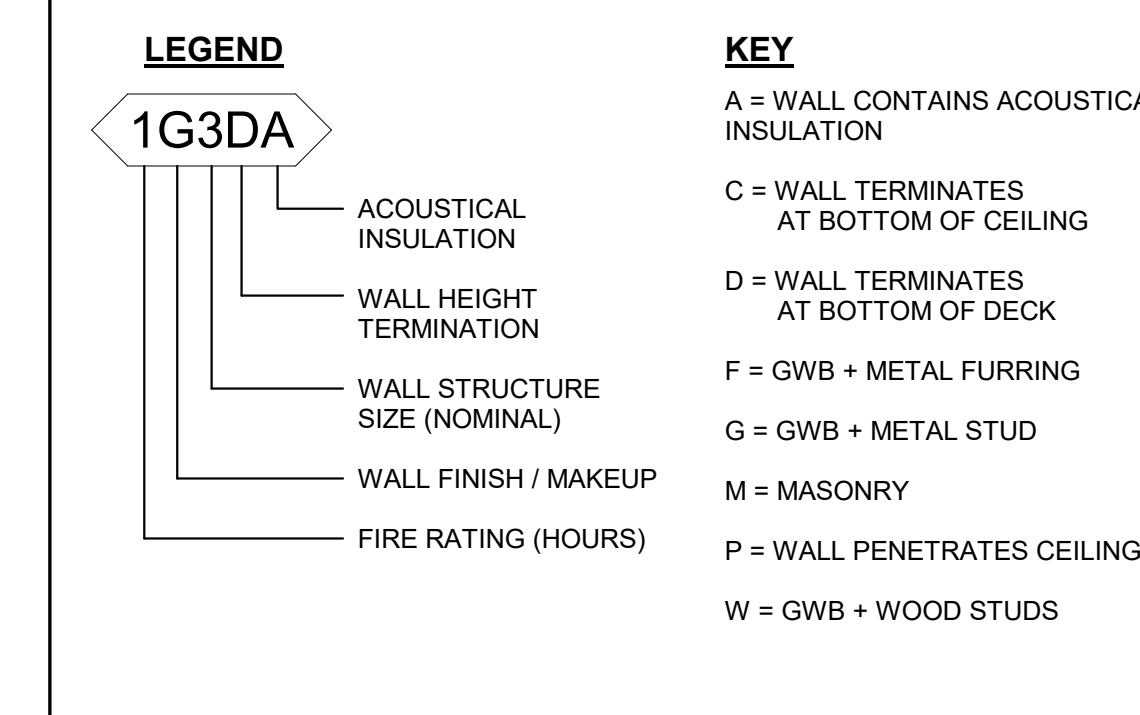 LEGEND
1G3DA
ACOUSTICAL
INSULATION
WALL HEIGHT
TERMINATION
WALL STRUCTURE
SIZE (NOMINAL)
WALL FINISH / MAKEUP
FIRE RATING (HOURS)
KEY
A = WALL CONTAINS
INSULATION
C = WALL TERMINATES
AT BOTTOM OF CEILING
D = WALL TERMINATES
AT BOTTOM OF DECK
F = GWB + METAL FURRING
G = GWB + METAL STUD
M = MASONRY
P = WALL PENETRATES CEILING
W = GWB + WOOD STUDS